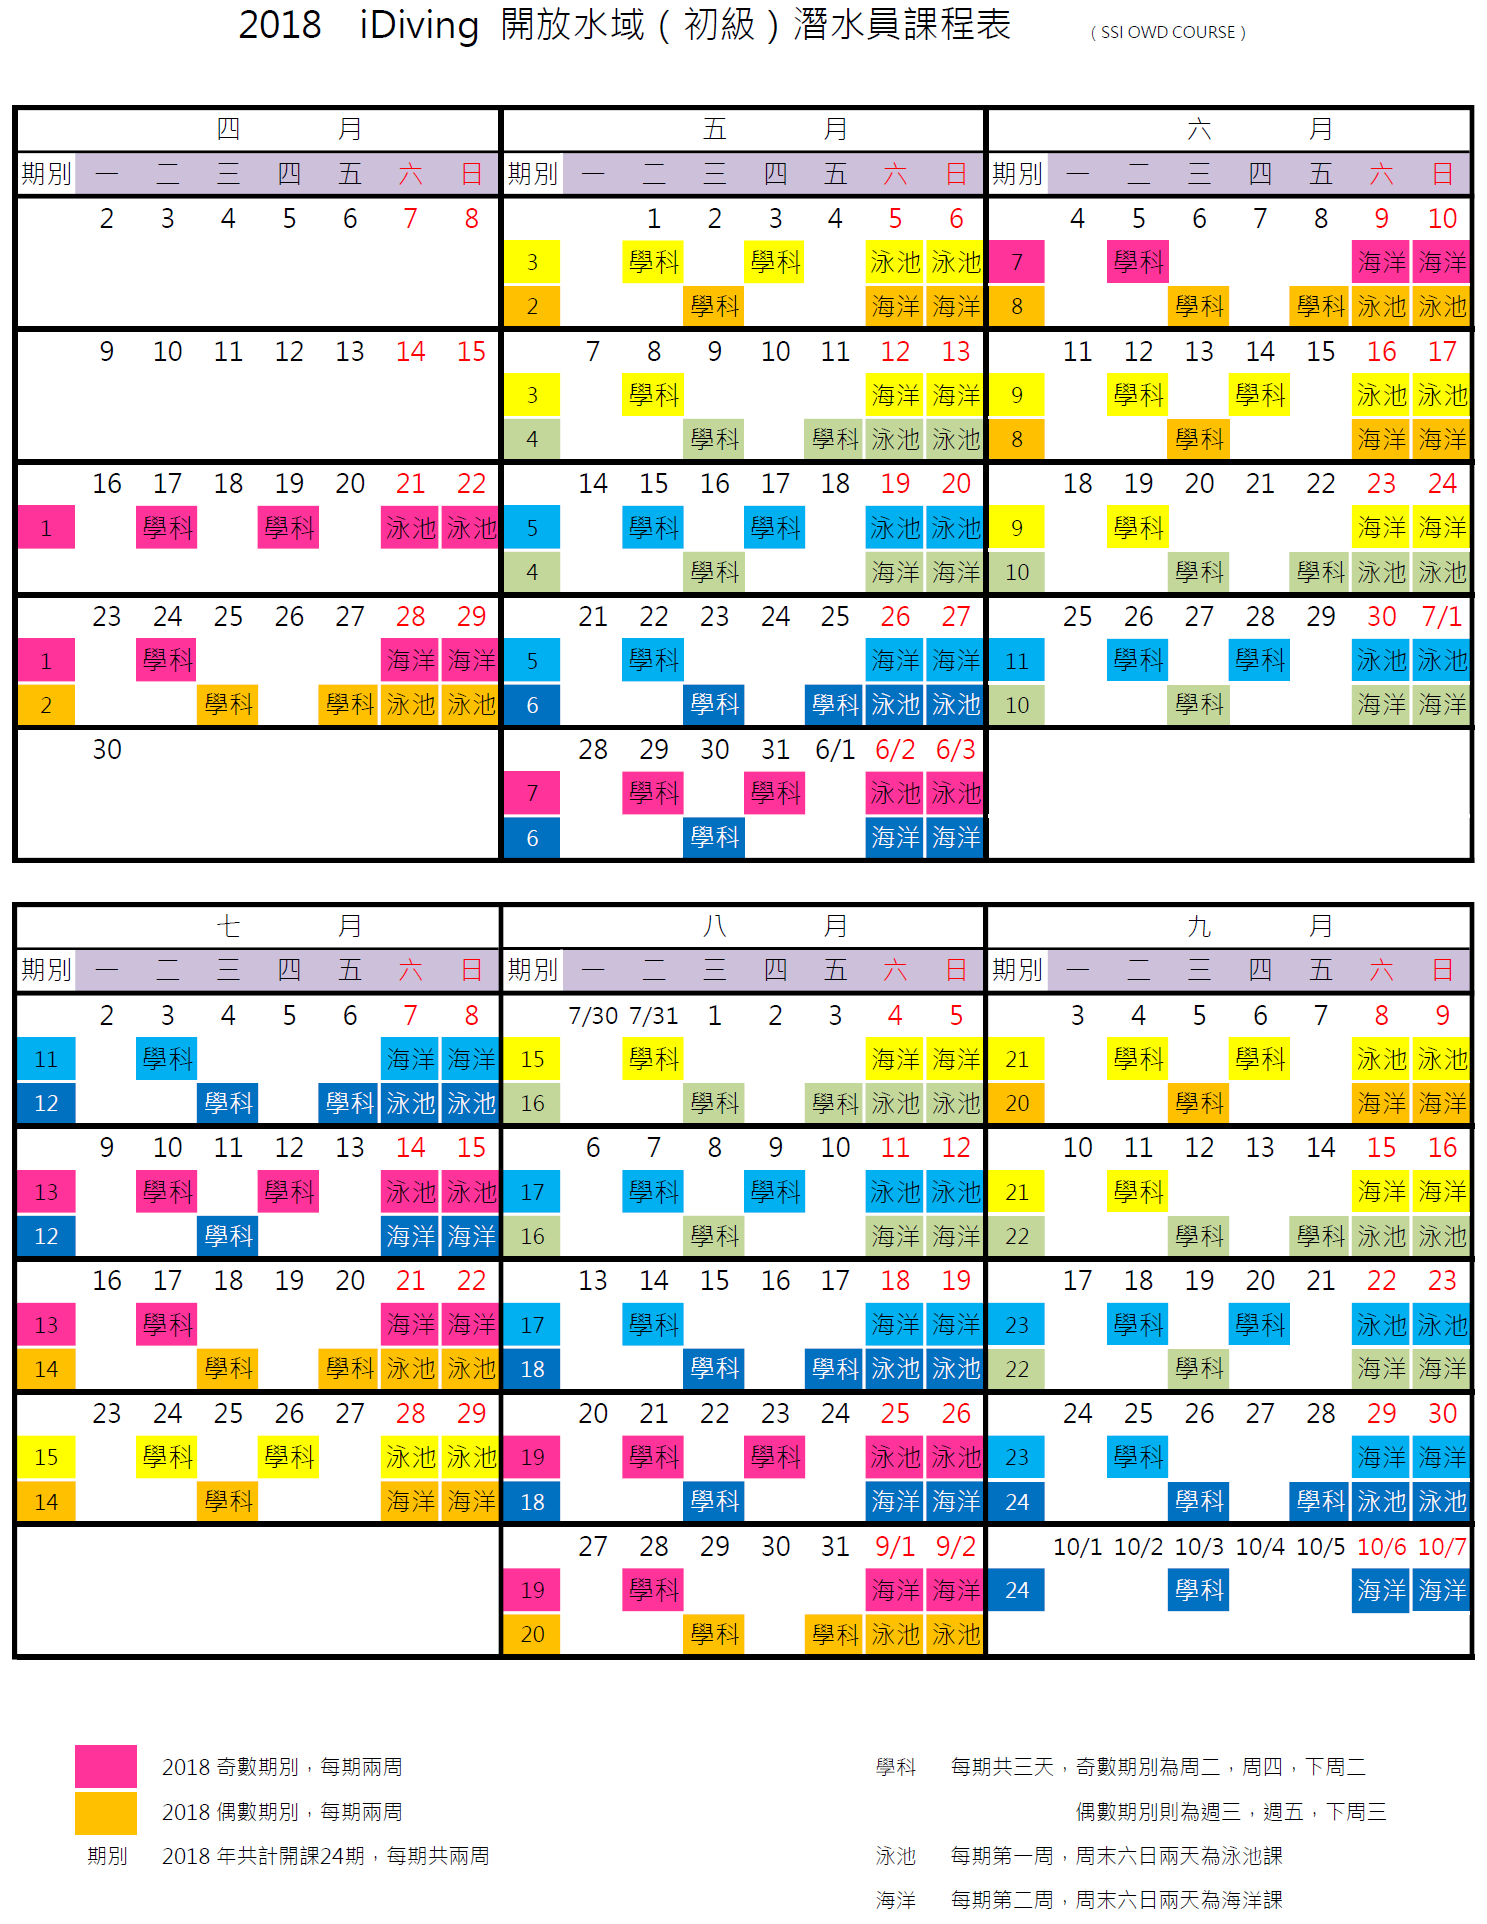 2018 iDiving 開放水域（初級）潛水員課程表 （SSI OWD COURSE）
四 月 五 月 六 月
期別 一 二 三 四 五 六 日 期別 一 二 三 四 五 六 日 期別 一 二 三 四 五 六 日
2 3 4 5 6 7 8 1 2 3 4 5 6 4 5 6 7 8 9 10
3 學科 學科 泳池 泳池 7 學科 海洋 海洋
2 學科 海洋 海洋 8 學科 學科 泳池 泳池
9 10 11 12 13 14 15 7 8 9 10 11 12 13 11 12 13 14 15 16 17
3 學科 海洋 海洋 9 學科 學科 泳池 泳池
4 學科 學科 泳池 泳池 8 學科 海洋 海洋
16 17 18 19 20 21 22 14 15 16 17 18 19 20 18 19 20 21 22 23 24
1 學科 學科 泳池 泳池 5 學科 學科 泳池 泳池 9 學科 海洋 海洋
4 學科 海洋 海洋 10 學科 學科 泳池 泳池
23 24 25 26 27 28 29 21 22 23 24 25 26 27 25 26 27 28 29 30 7/1
1 學科 海洋 海洋 5 學科 海洋 海洋 11 學科 學科 泳池 泳池
2 學科 學科 泳池 泳池 6 學科 學科 泳池 泳池 10 學科 海洋 海洋
30 28 29 30 31 6/1 6/2 6/3
7 學科 學科 泳池 泳池
6 學科 海洋 海洋
七 月 八 月 九 月
期別 一 二 三 四 五 六 日 期別 一 二 三 四 五 六 日 期別 一 二 三 四 五 六 日
2 3 4 5 6 7 8 7/30 7/31 1 2 3 4 5 3 4 5 6 7 8 9
11 學科 海洋 海洋 15 學科 海洋 海洋 21 學科 學科 泳池 泳池
12 學科 學科 泳池 泳池 16 學科 學科 泳池 泳池 20 學科 海洋 海洋
9 10 11 12 13 14 15 6 7 8 9 10 11 12 10 11 12 13 14 15 16
13 學科 學科 泳池 泳池 17 學科 學科 泳池 泳池 21 學科 海洋 海洋
12 學科 海洋 海洋 16 學科 海洋 海洋 22 學科 學科 泳池 泳池
16 17 18 19 20 21 22 13 14 15 16 17 18 19 17 18 19 20 21 22 23
13 學科 海洋 海洋 17 學科 海洋 海洋 23 學科 學科 泳池 泳池
14 學科 學科 泳池 泳池 18 學科 學科 泳池 泳池 22 學科 海洋 海洋
23 24 25 26 27 28 29 20 21 22 23 24 25 26 24 25 26 27 28 29 30
15 學科 學科 泳池 泳池 19 學科 學科 泳池 泳池 23 學科 海洋 海洋
14 學科 海洋 海洋 18 學科 海洋 海洋 24 學科 學科 泳池 泳池
27 28 29 30 31 9/1 9/2 10/1 10/2 10/3 10/4 10/5 10/6 10/7
19 學科 海洋 海洋 24 學科 海洋 海洋
20 學科 學科 泳池 泳池
2018 奇數期別，每期兩周 學科 每期共三天，奇數期別為周二，周四，下周二
2018 偶數期別，每期兩周 偶數期別則為週三，週五，下周三
期別 2018 年共計開課24期，每期共兩周 泳池 每期第一周，周末六日兩天為泳池課
海洋 每期第二周，周末六日兩天為海洋課